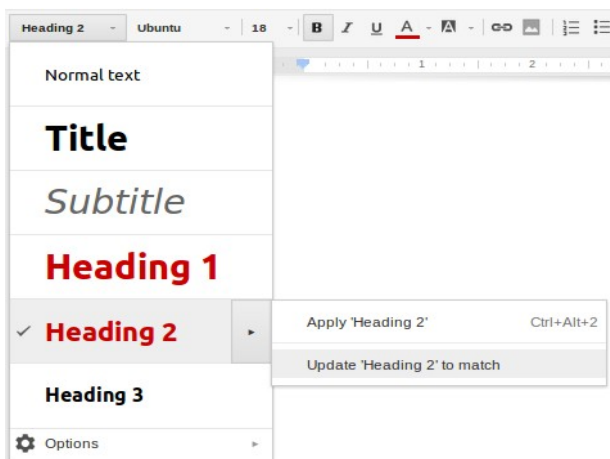 Heading 2 Ubuntu 18 B I U A A
1 2
Normal text
Title
Subtitle
Heading 1
Heading 2
Apply 'Heading 2' Ctrl+Alt+2
Update 'Heading 2' to match
Heading 3
Options